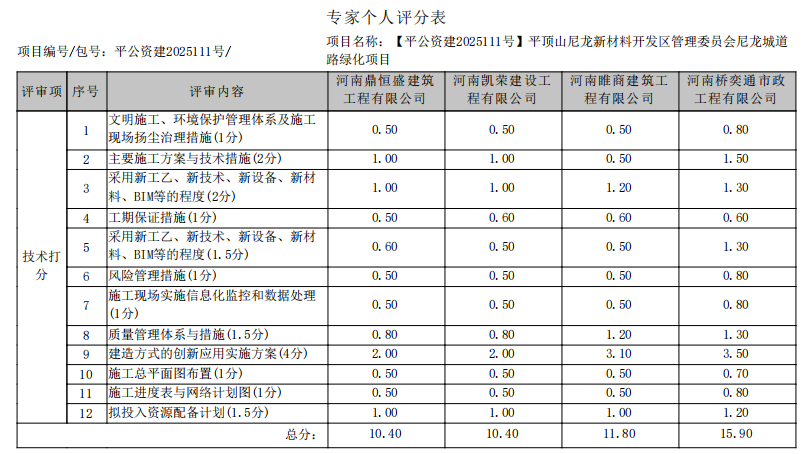 专家个人评分表
项目编号/包号：平公资建2025111号/
项目名称：【平公资建2025111号】平顶山尼龙新材料开发区管理委员会尼龙城道
路绿化项目
评审项 序号 评审内容 河南鼎恒盛建筑 河南凯荣建设工 河南睢商建筑工 河南桥奕通市政
工程有限公司 程有限公司 程有限公司 工程有限公司
技术打
分
1 文明施工、环境保护管理体系及施工 0.50 0.50 0.50 0.80
现场扬尘治理措施(1分)
2 主要施工方案与技术措施(2分) 1.00 1.00 0.50 1.50
3 采用新工乙、新技术、新设备、新材 1.00 1.00 1.20 1.30
料、BIM等的程度(2分)
4 工期保证措施(1分) 0.50 0.60 0.60 0.60
5 采用新工乙、新技术、新设备、新材 0.60 0.50 0.50 1.30
料、BIM等的程度(1.5分)
6 风险管理措施(1分) 0.50 0.50 0.50 0.80
7 施工现场实施信息化监控和数据处理 0.50 0.50 0.50 0.80
(1分)
8 质量管理体系与措施(1.5分) 0.80 0.80 1.20 1.30
9 建造方式的创新应用实施方案(4分) 2.00 2.00 3.10 3.50
10 施工总平面图布置(1分) 0.50 0.50 0.50 0.70
11 施工进度表与网络计划图(1分) 0.50 0.50 0.50 0.80
12 拟投入资源配备计划(1.5分) 1.00 1.00 1.00 1.20
总分： 10.40 10.40 11.80 15.90